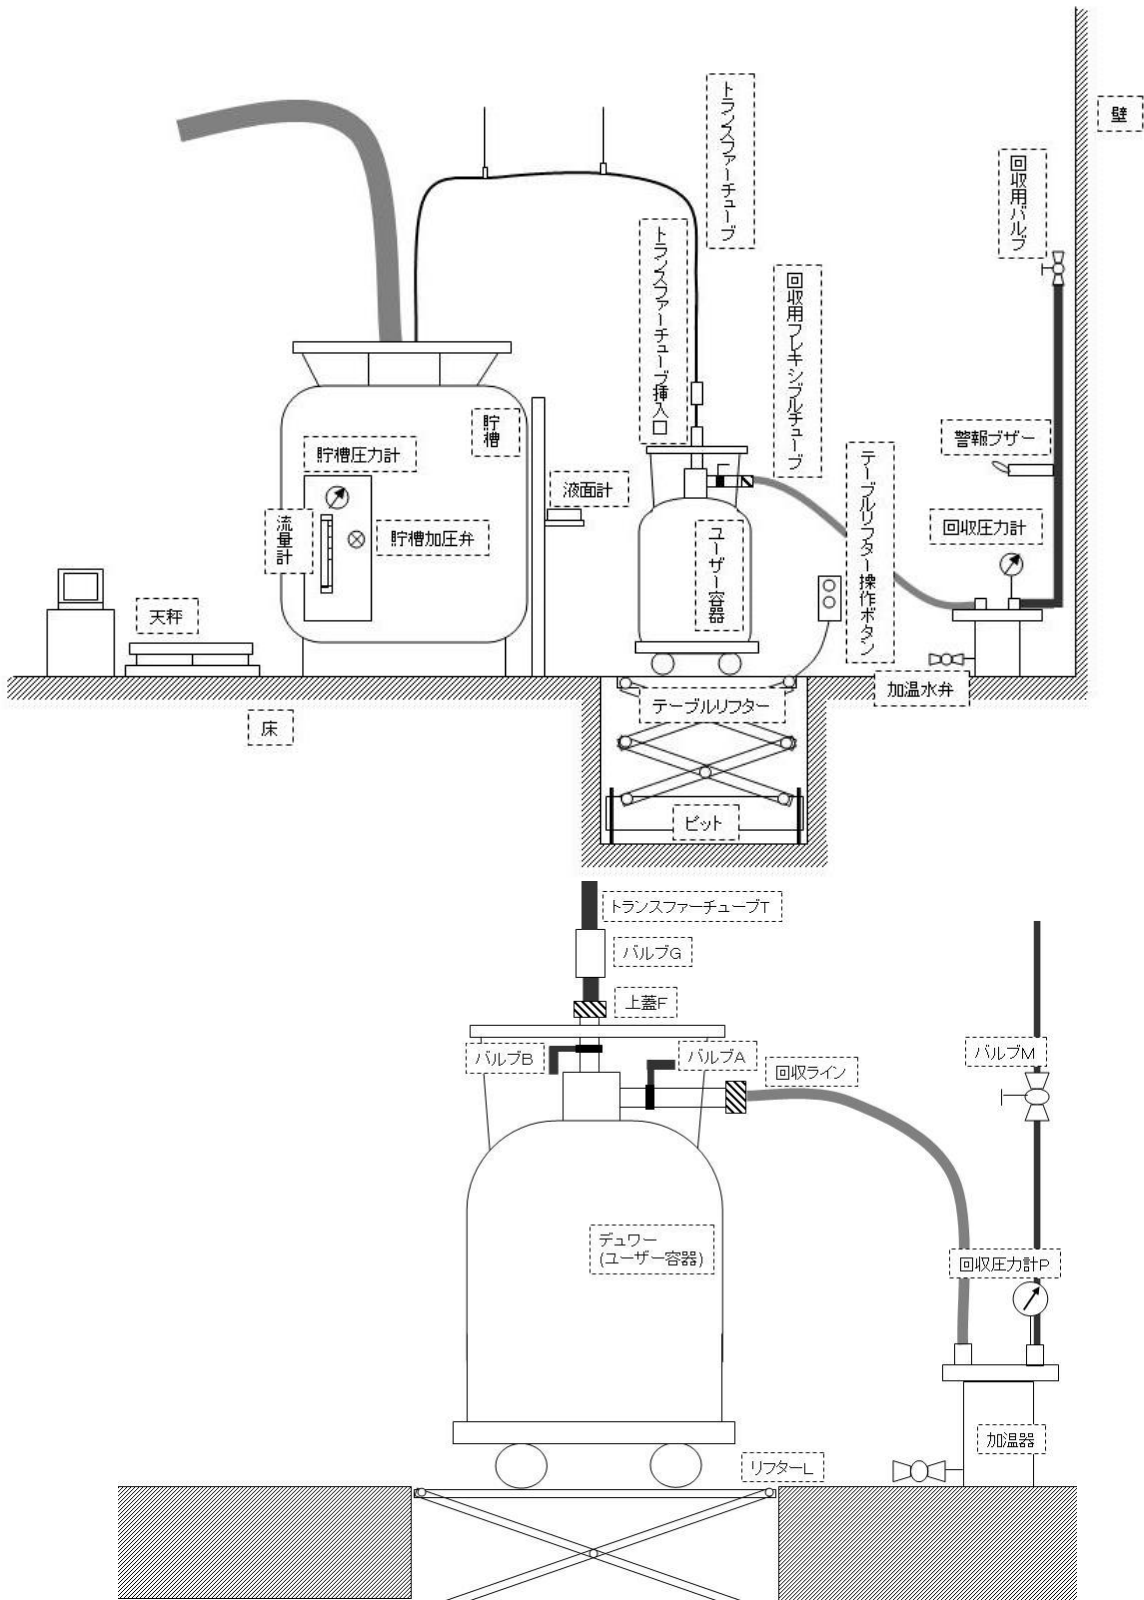 トランスファーチューブ
壁
回収用バルブ
トランスファーチューブ挿入口
回収用フレキシブルチューブ
貯槽
警報ブザー
貯槽圧力計
テーブルリフター操作ボタン
液面計
流量計
貯槽加圧弁
回収圧力計
ユーザー容器
天秤
加温水弁
テーブルリフター
床
ピット
トランスファーチューブT
バルブG
上蓋F
バルブB
バルブA
バルブM
回収ライン
デュワー
(ユーザー容器)
回収圧力計P
加温器
リフターL